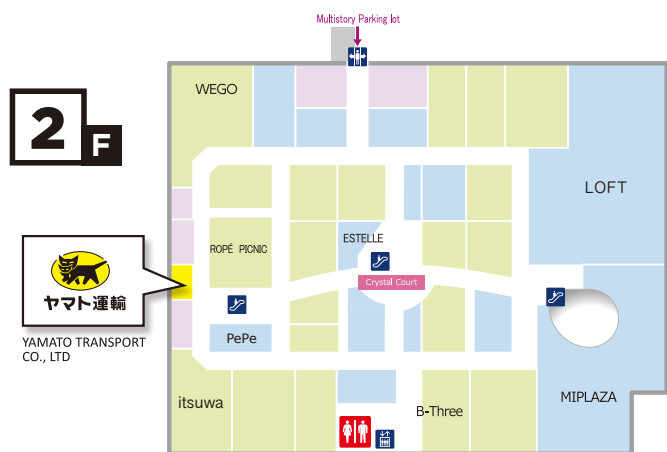 Multistory Parking lot
WEGO
2
F
LOFT
ROPÉ PICNIC
ESTELLE
Crystal Court
ヤマト運輸
YAMATO TRANSPORT
CO., LTD
PePe
itsuwa
B-Three
MIPLAZA